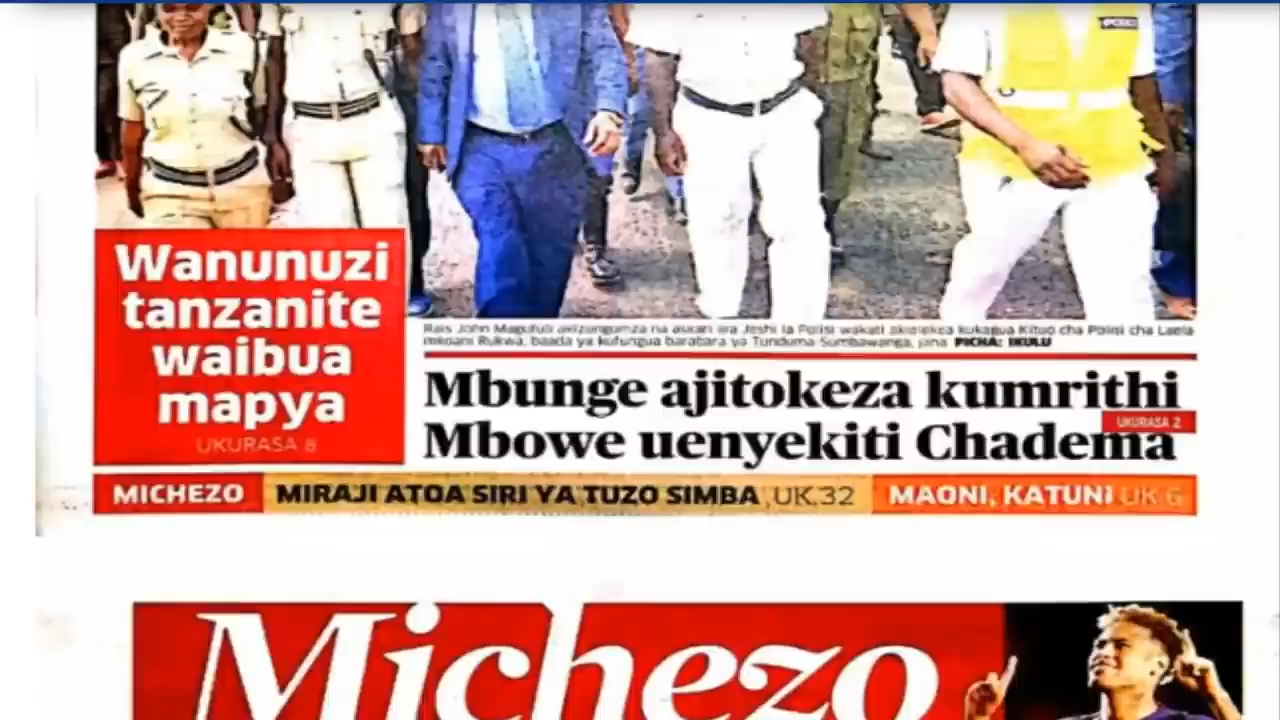 Wanunuzi
tanzanite
waibua
mapya
UKURASA 8
Rais John Magufuli akizungumza na askari wa Jeshi la Polisi wakati akitokea kukagua Kituo cha Polisi cha Laela
mkoani Rukwa, baada ya kufungua barabara ya Tunduma Sumbawanga, jana PICHA: IKULU
Mbunge ajitokeza kumrithi
UKURASA 2
Mbowe uenyekiti Chadema
MICHEZO MIRAJI ATOA SIRI YA TUZO SIMBA ,UK.32 MAONI, KATUNI UK 6
Michezo